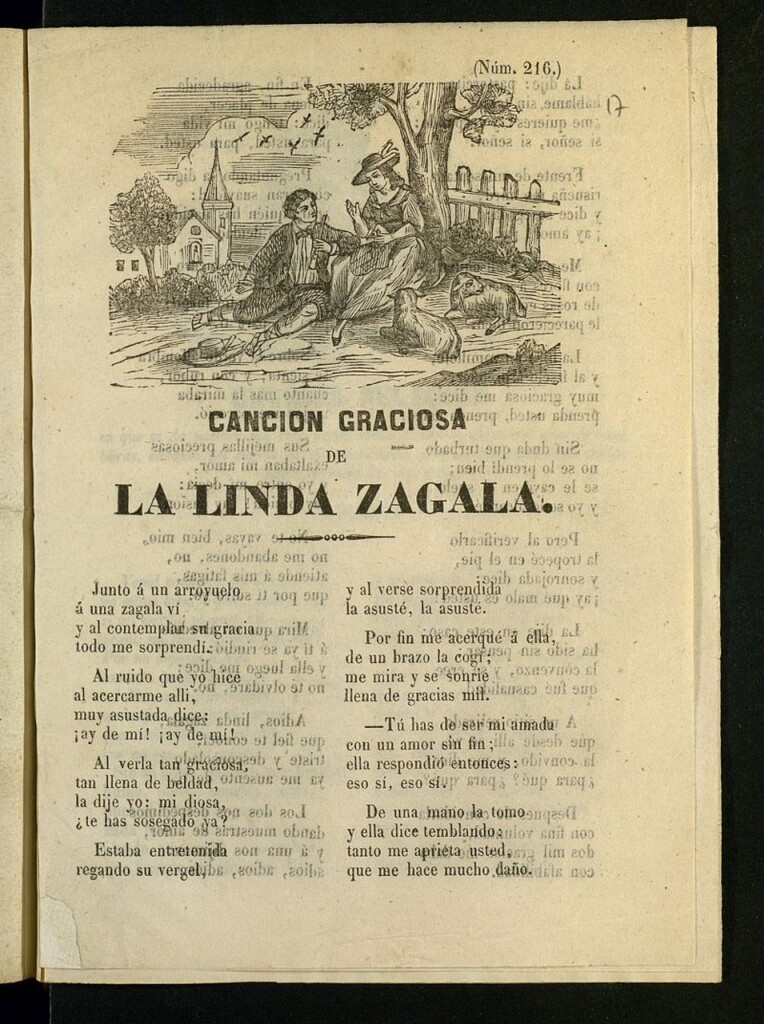 (Núm. 216.)
17
CANCION GRACIOSA
DE
LA LINDA ZAGALA.
Junto á un arroyuelo
á una zagala ví
y al contemplar su gracia
todo me sorprendí.
Al ruido que yo hice
al acercarme alli,
muy asustada dice:
¡ay de mí! ¡ay de mí!
Al verla tan graciosa,
tan llena de beldad,
la dije yo: mi diosa,
¿te has sosegado ya?
Estaba entretenida
regando su vergel,
y al verse sorprendida
la asusté, la asusté.
Por fin me acerqué á ella,
de un brazo la cogí;
me mira y se sonríe
llena de gracias mil.
—Tú has de ser mi amada
con un amor sin fin;
ella respondió entonces:
eso sí, eso sí.
De una mano la tomo
y ella dice temblando:
tanto me aprieta usted,
que me hace mucho daño.